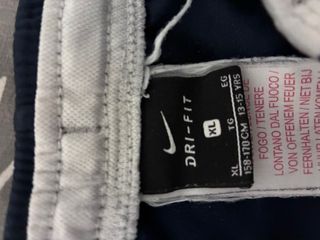 DRI-FIT
XL
XL TG EG
158-170CM 13-15 YRS
FOGO / TENERE
LONTANO DAL FUOCO /
VON OFFENEM FEUER
FERNHALTEN / NIET BIJ